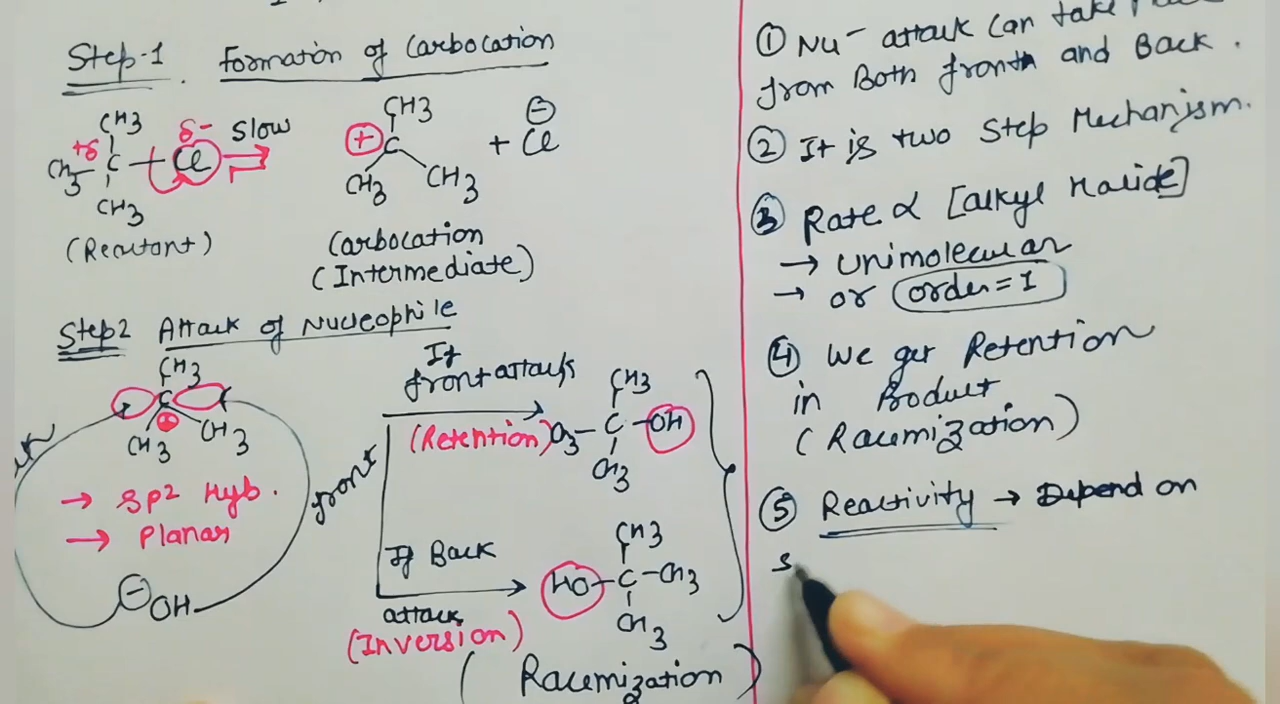 Step-1. Formation of Carbocation
CH3
+δ δ- Slow
CH3 - C + Cl
CH3
(Reactant)
CH3
+ C + Cl ⊖
CH3 CH3
Carbocation
(Intermediate)
Step2 Attack of Nucleophile
CH3
C
CH3 CH3
→ SP2 Hyb.
→ Planar
⊖OH
front
If
front attacks
(Retention)
CH3
CH3-C-OH
CH3
If Back
attack
(Inversion)
CH3
HO-C-CH3
CH3
(Racemization)
① Nu- attack can take
from Both front and Back.
② It is two Step Mechanism.
③ Rate α [alkyl Halide]
→ unimolecular
→ or order = 1
④ We get Retention
in Product
(Racemization)
⑤ Reactivity → Depend on
s